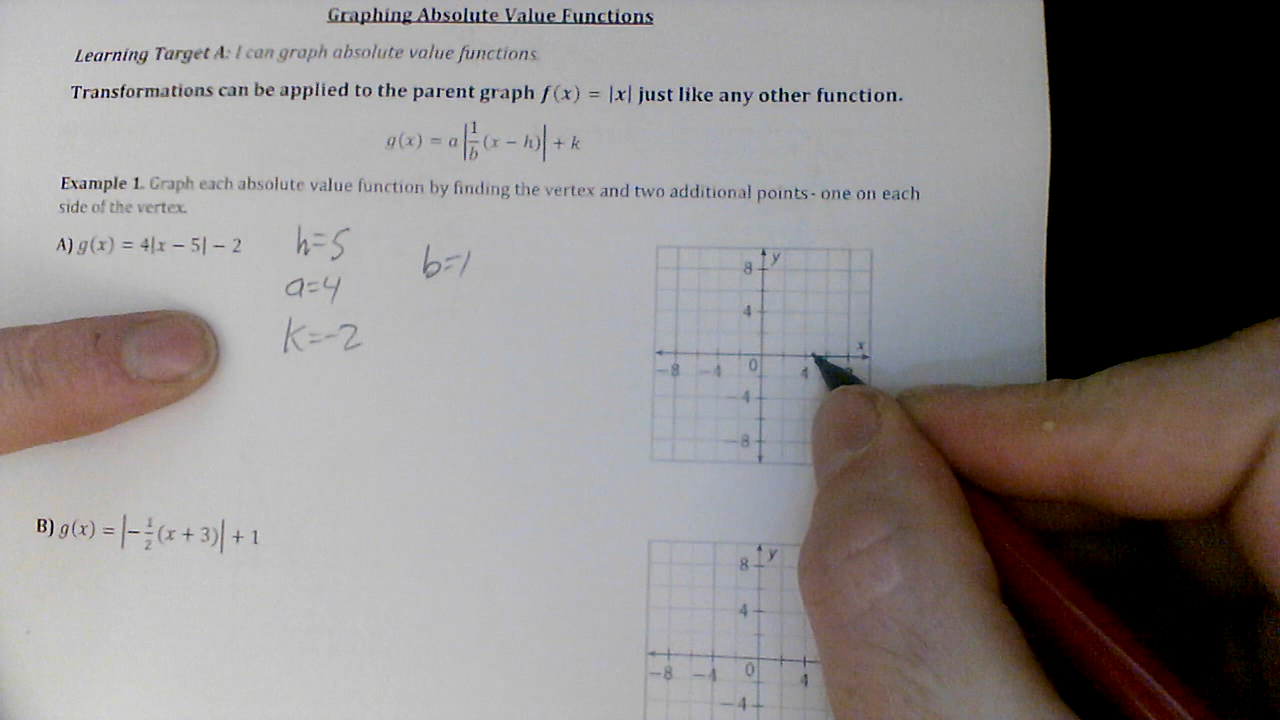 Graphing Absolute Value Functions
Learning Target A: I can graph absolute value functions.
Transformations can be applied to the parent graph f(x) = |x| just like any other function.
g(x) = a|1/b(x − h)| + k
Example 1. Graph each absolute value function by finding the vertex and two additional points- one on each
side of the vertex.
A) g(x) = 4|x − 5| − 2
h=5
b=1
a=4
k=-2
y
8
4
x
−8 −4 0 4
−4
−8
B) g(x) = |−1/2(x + 3)| + 1
y
8
4
−8 −4 0 4
−4